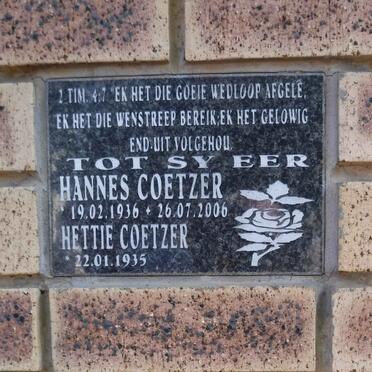 2 TIM. 4:7 "EK HET DIE GOEIE WEDLOOP AFGELÊ,
EK HET DIE WENSTREEP BEREIK,EK HET GELOWIG
END-UIT VOLGEHOU.
TOT SY EER
HANNES COETZER
* 19.02.1936 + 26.07.2006
HETTIE COETZER
* 22.01.1935